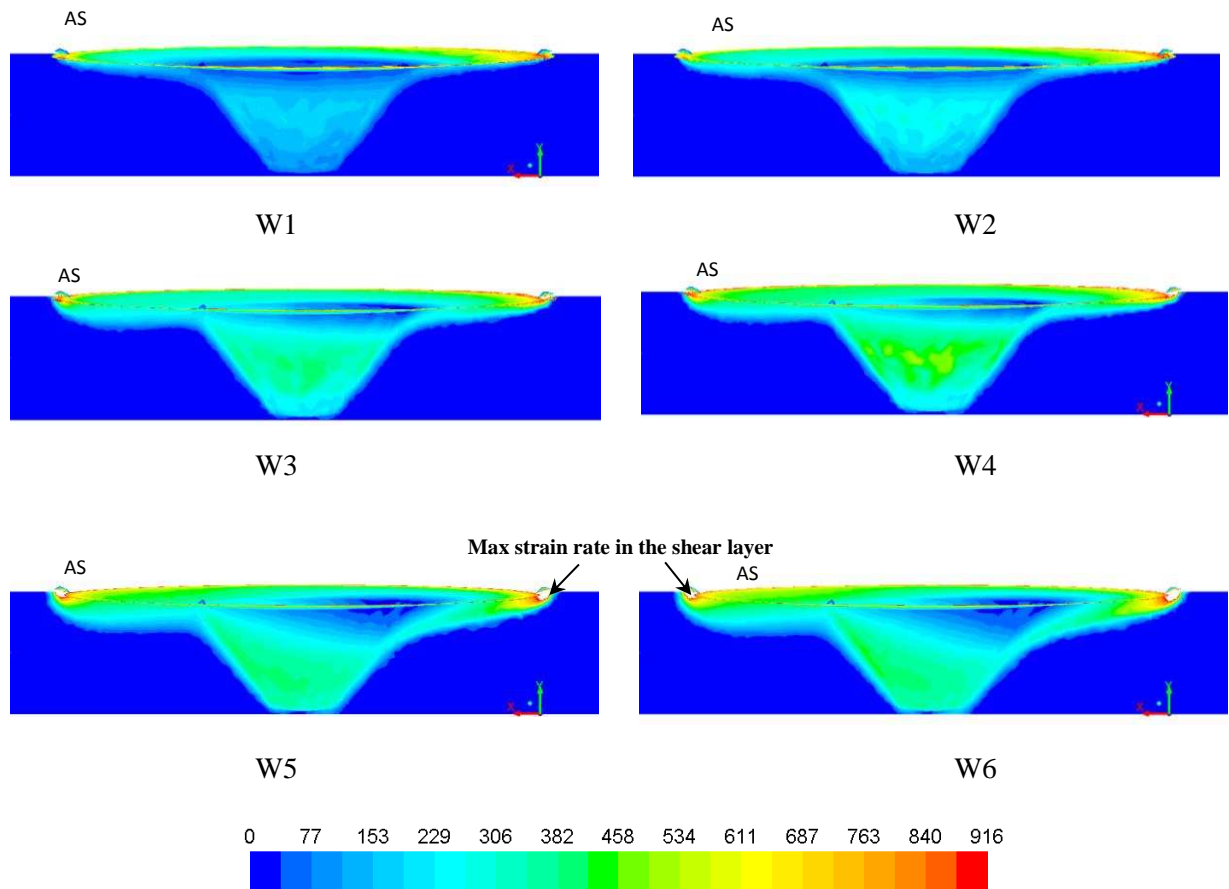 AS
AS
Y
X
Y
X
W1
W2
AS
AS
Y
X
Y
X
W3
W4
Max strain rate in the shear layer
AS
AS
Y
X
Y
X
W5
W6
0 77 153 229 306 382 458 534 611 687 763 840 916